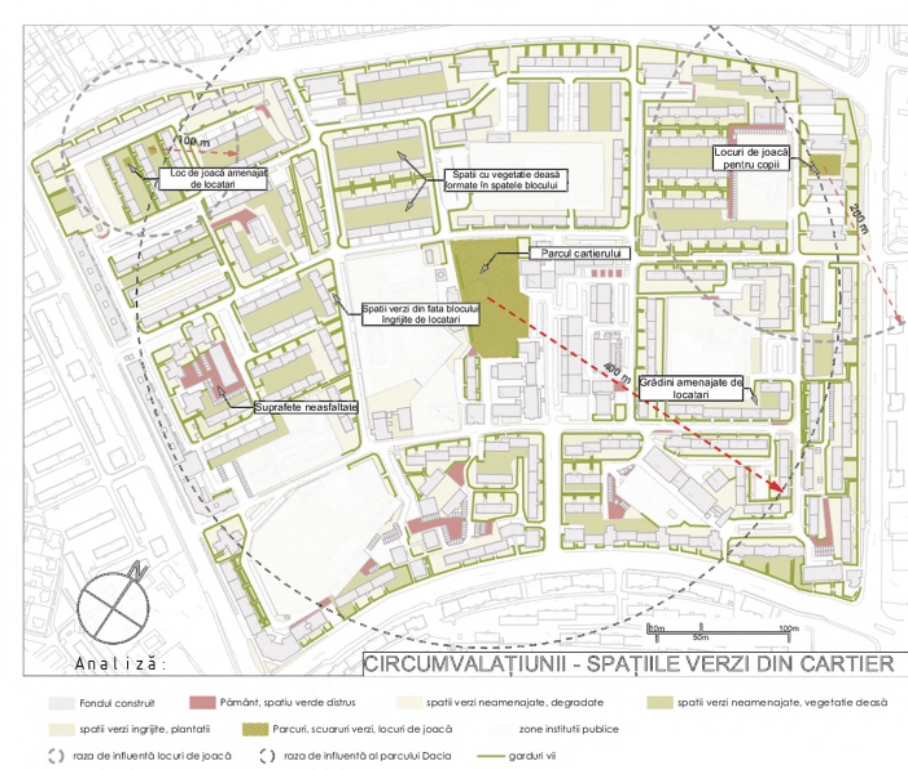 100 m
Loc de joacă amenajat
de locatari
Spatii cu vegetatie deasă
formate în spatele blocului
Locuri de joacă
pentru copii
200 m
Parcul cartierului
Spatii verzi din fata blocului
îngrijite de locatari
400 m
Grădini amenajate de
locatari
Suprafete neasfaltate
N
10m
50m
100m
Analiză:
CIRCUMVALAȚIUNII - SPAȚIILE VERZI DIN CARTIER
Fondul construit
Pământ, spatiu verde distrus
spatii verzi neamenajate, degradate
spatii verzi neamenajate, vegetatie deasă
spatii verzi ingrijite, plantatii
Parcuri, scuaruri verzi, locuri de joacă
zone institutii publice
raza de influentă locuri de joacă
raza de influentă al parcului Dacia
garduri vii